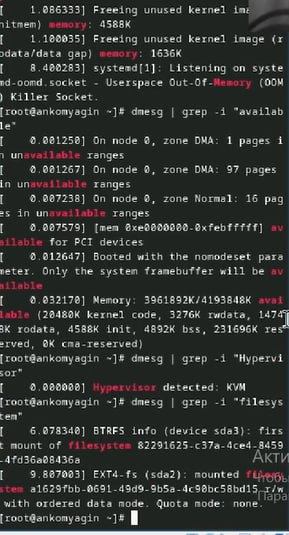 [    1.086333] Freeing unused kernel ima
nitmem) memory: 4588K
[    1.100035] Freeing unused kernel image (r
odata/data gap) memory: 1636K
[    8.400283] systemd[1]: Listening on syste
md-oomd.socket - Userspace Out-Of-Memory (OOM
) Killer Socket.
[root@ankomyagin ~]# dmesg | grep -i "availab
le"
[    0.001250] On node 0, zone DMA: 1 pages i
n unavailable ranges
[    0.001267] On node 0, zone DMA: 97 pages
in unavailable ranges
[    0.007238] On node 0, zone Normal: 16 pag
es in unavailable ranges
[    0.007579] [mem 0xe0000000-0xfebfffff] av
ailable for PCI devices
[    0.012647] Booted with the nomodeset para
meter. Only the system framebuffer will be av
ailable
[    0.032170] Memory: 3961892K/4193848K avai
lable (20480K kernel code, 3276K rwdata, 1474
8K rodata, 4588K init, 4892K bss, 231696K res
erved, 0K cma-reserved)
[root@ankomyagin ~]# dmesg | grep -i "Hypervi
sor"
[    0.000000] Hypervisor detected: KVM
[root@ankomyagin ~]# dmesg | grep -i "filesys
tem"
[    6.078340] BTRFS info (device sda3): firs
t mount of filesystem 82291625-c37a-4ce4-8459
-4fd36a08436a
[    9.807003] EXT4-fs (sda2): mounted filesy
stem a1629fbb-0691-49d9-9b5a-4c90bc58bd15 r/w
with ordered data mode. Quota mode: none.
[root@ankomyagin ~]#
Акти
Чтобы
Пара